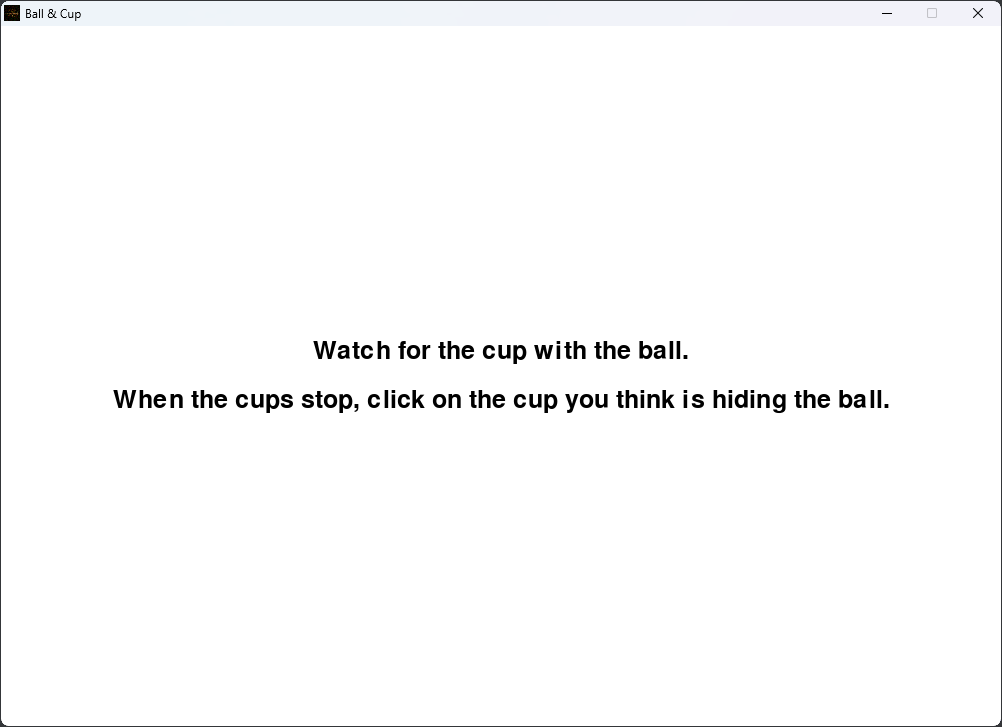 Ball & Cup
Watch for the cup with the ball.
When the cups stop, click on the cup you think is hiding the ball.